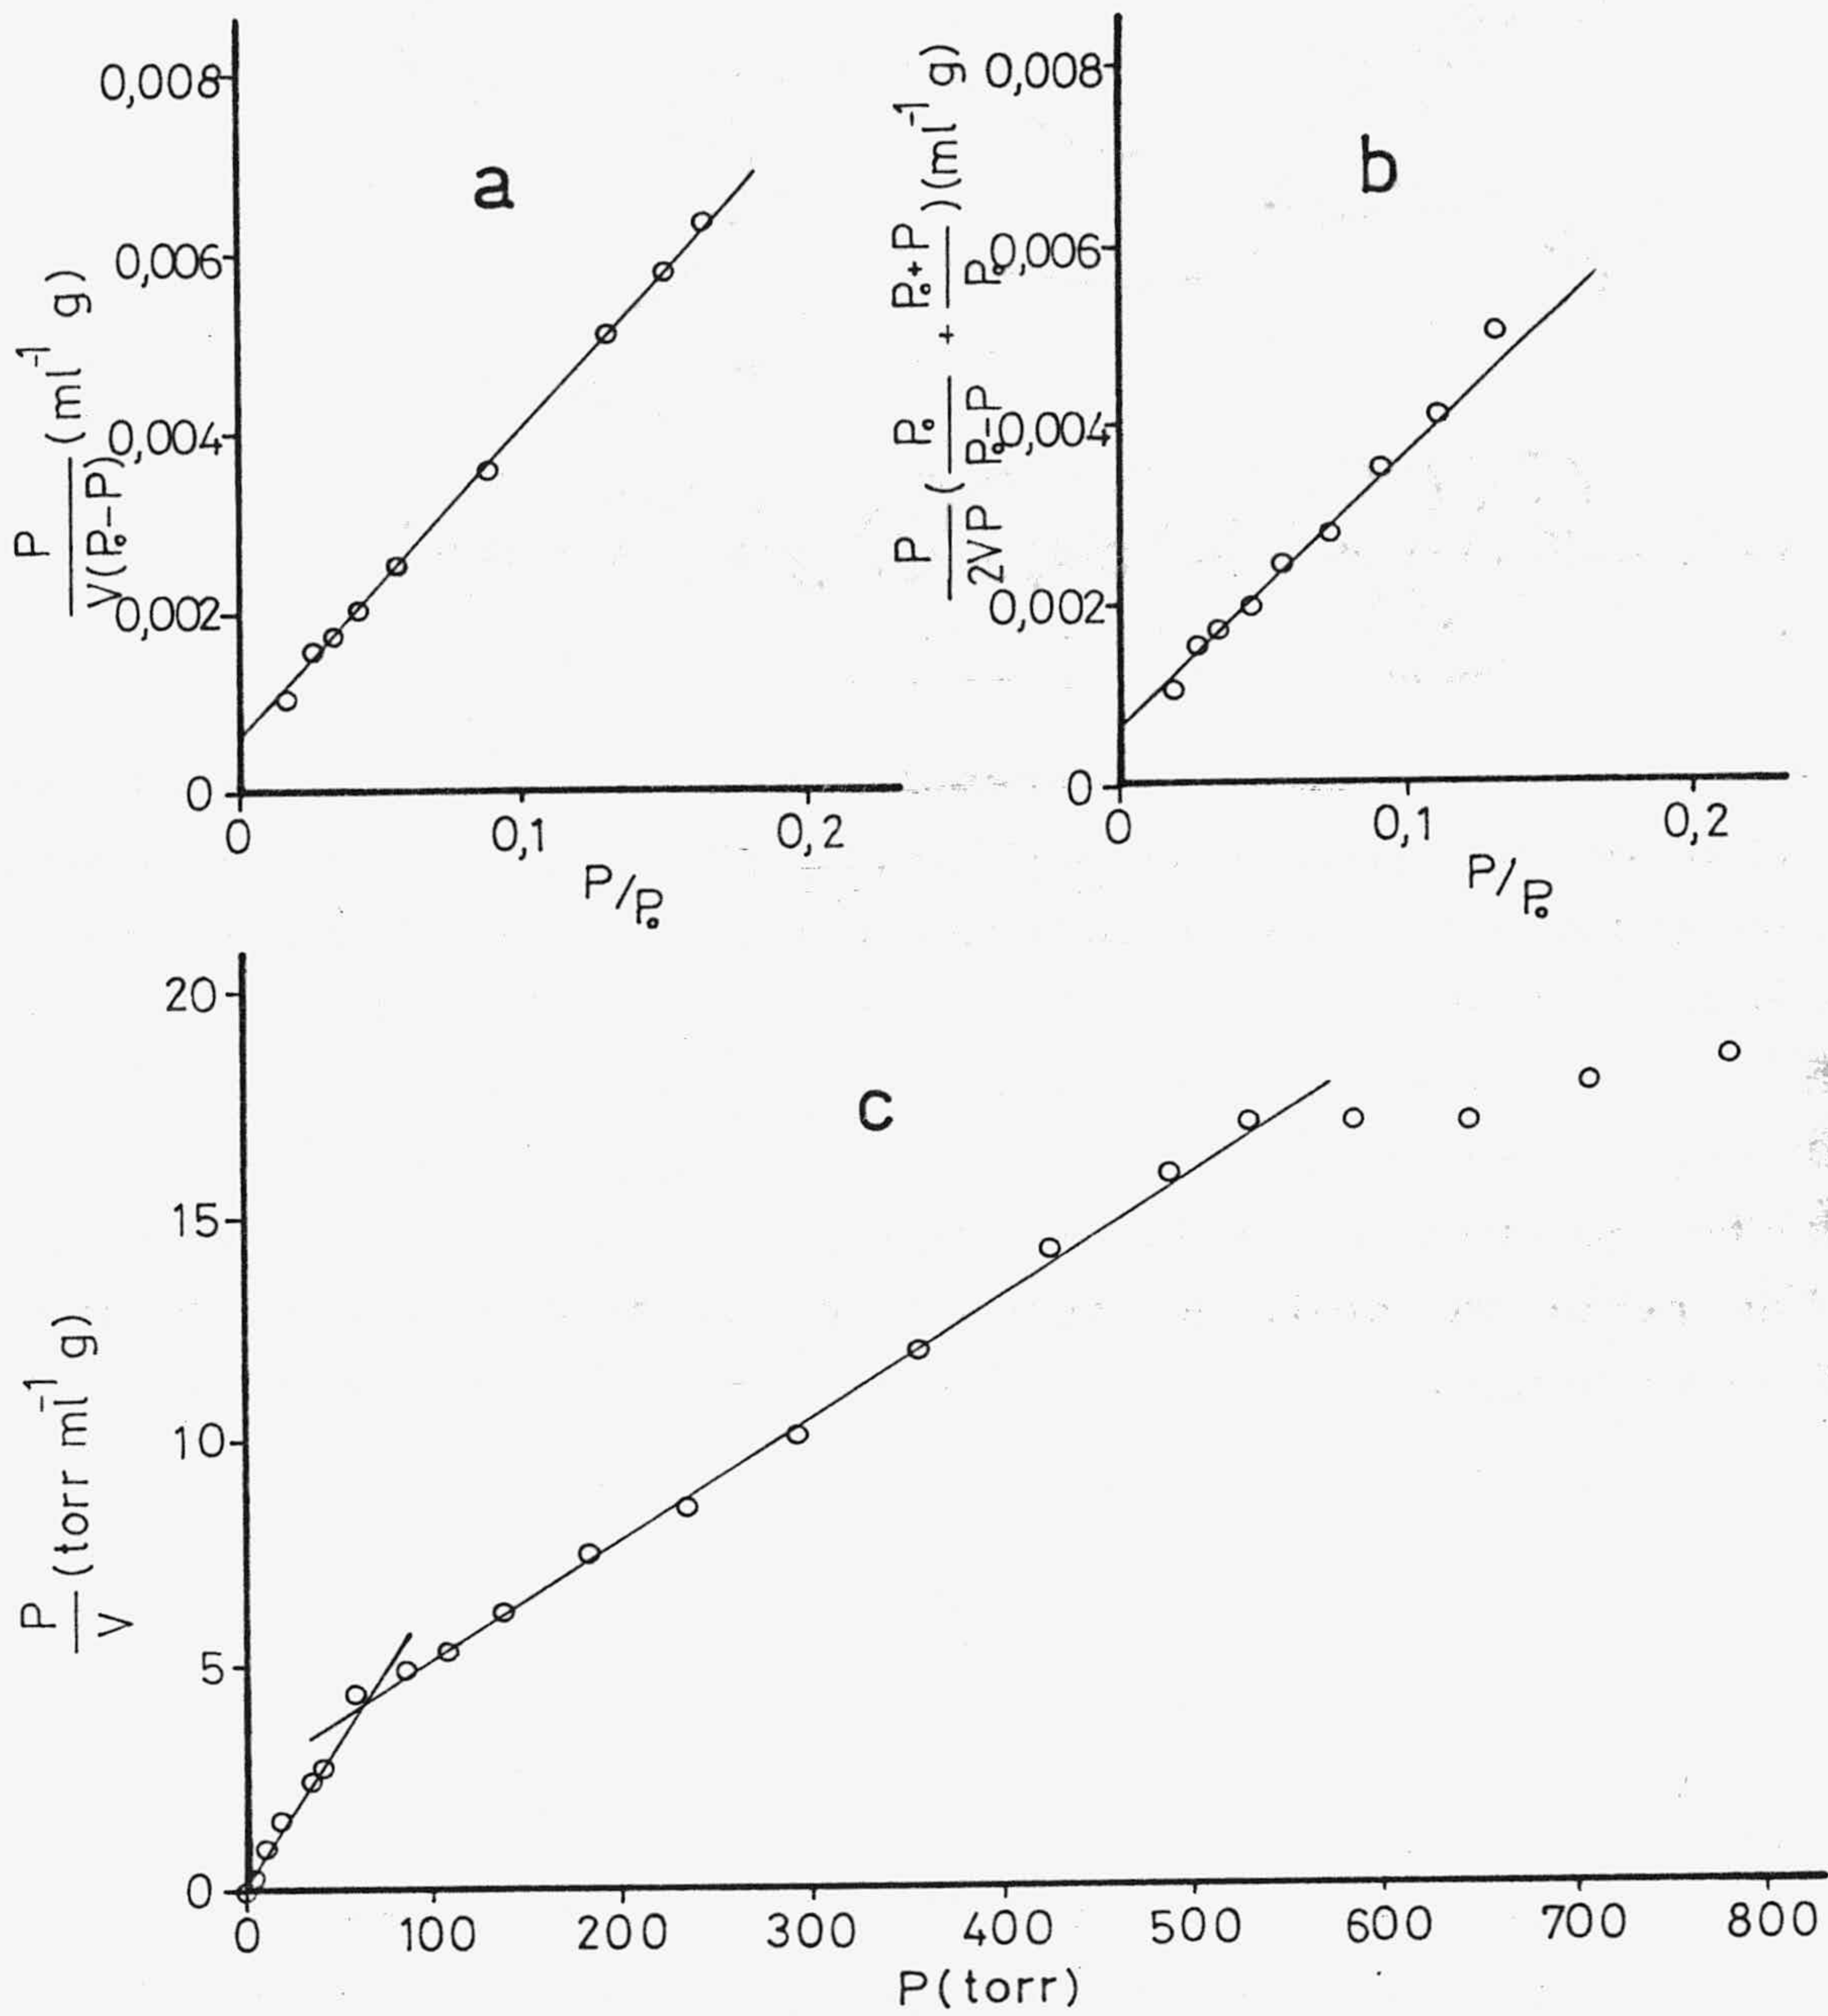 a
0,008
0,006
0,004
0,002
0
0 0,1 0,2
P/P₀
P / V(P₀-P) (ml⁻¹ g)
b
0,008
0,006
0,004
0,002
0
0 0,1 0,2
P/P₀
P / 2VP ( P₀ / P₀-P + P₀+P / P₀ ) (ml⁻¹ g)
c
20
15
10
5
0
0 100 200 300 400 500 600 700 800
P(torr)
P / V (torr ml⁻¹ g)